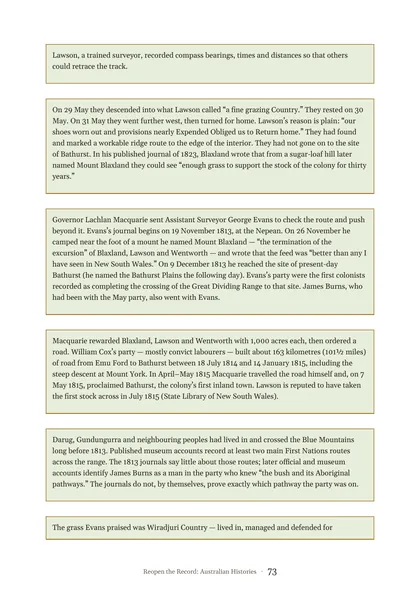 Lawson, a trained surveyor, recorded compass bearings, times and distances so that others
could retrace the track.
On 29 May they descended into what Lawson called “a fine grazing Country.” They rested on 30
May. On 31 May they went further west, then turned for home. Lawson’s reason is plain: “our
shoes worn out and provisions nearly Expended Obliged us to Return home.” They had found
and marked a workable ridge route to the edge of the interior. They had not gone on to the site
of Bathurst. In his published journal of 1823, Blaxland wrote that from a sugar-loaf hill later
named Mount Blaxland they could see “enough grass to support the stock of the colony for thirty
years.”
Governor Lachlan Macquarie sent Assistant Surveyor George Evans to check the route and push
beyond it. Evans’s journal begins on 19 November 1813, at the Nepean. On 26 November he
camped near the foot of a mount he named Mount Blaxland — “the termination of the
excursion” of Blaxland, Lawson and Wentworth — and wrote that the feed was “better than any I
have seen in New South Wales.” On 9 December 1813 he reached the site of present-day
Bathurst (he named the Bathurst Plains the following day). Evans’s party were the first colonists
recorded as completing the crossing of the Great Dividing Range to that site. James Burns, who
had been with the May party, also went with Evans.
Macquarie rewarded Blaxland, Lawson and Wentworth with 1,000 acres each, then ordered a
road. William Cox’s party — mostly convict labourers — built about 163 kilometres (101½ miles)
of road from Emu Ford to Bathurst between 18 July 1814 and 14 January 1815, including the
steep descent at Mount York. In April–May 1815 Macquarie travelled the road himself and, on 7
May 1815, proclaimed Bathurst, the colony’s first inland town. Lawson is reputed to have taken
the first stock across in July 1815 (State Library of New South Wales).
Darug, Gundungurra and neighbouring peoples had lived in and crossed the Blue Mountains
long before 1813. Published museum accounts record at least two main First Nations routes
across the range. The 1813 journals say little about those routes; later official and museum
accounts identify James Burns as a man in the party who knew “the bush and its Aboriginal
pathways.” The journals do not, by themselves, prove exactly which pathway the party was on.
The grass Evans praised was Wiradjuri Country — lived in, managed and defended for
Reopen the Record: Australian Histories · 73